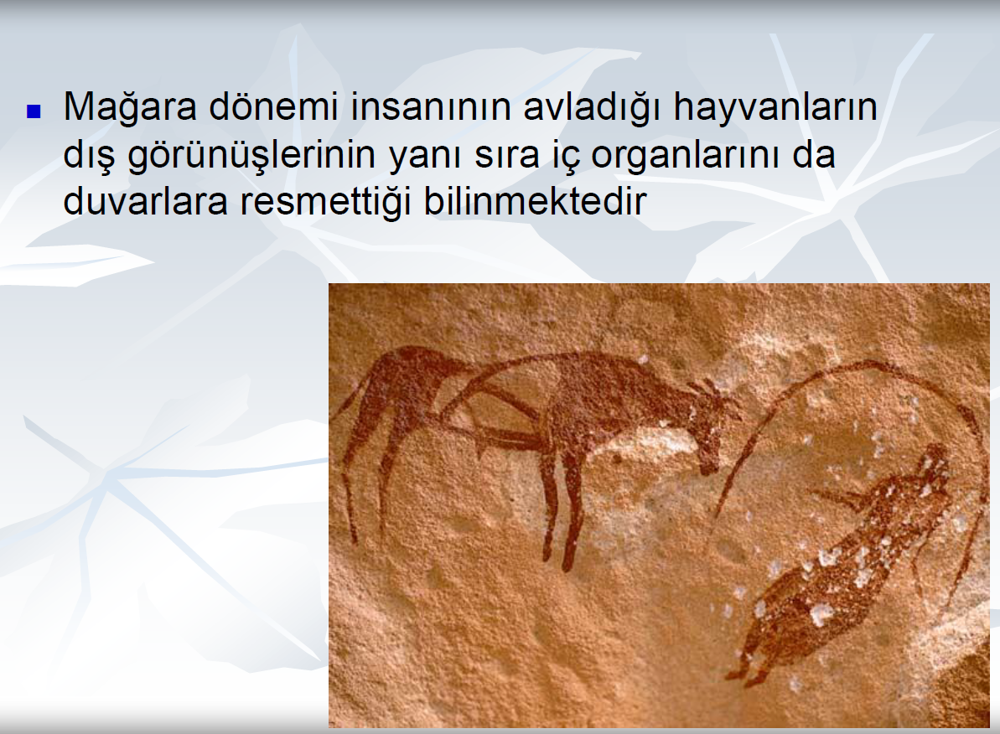 Mağara dönemi insanının avladığı hayvanların
dış görünüşlerinin yanı sıra iç organlarını da
duvarlara resmettiği bilinmektedir